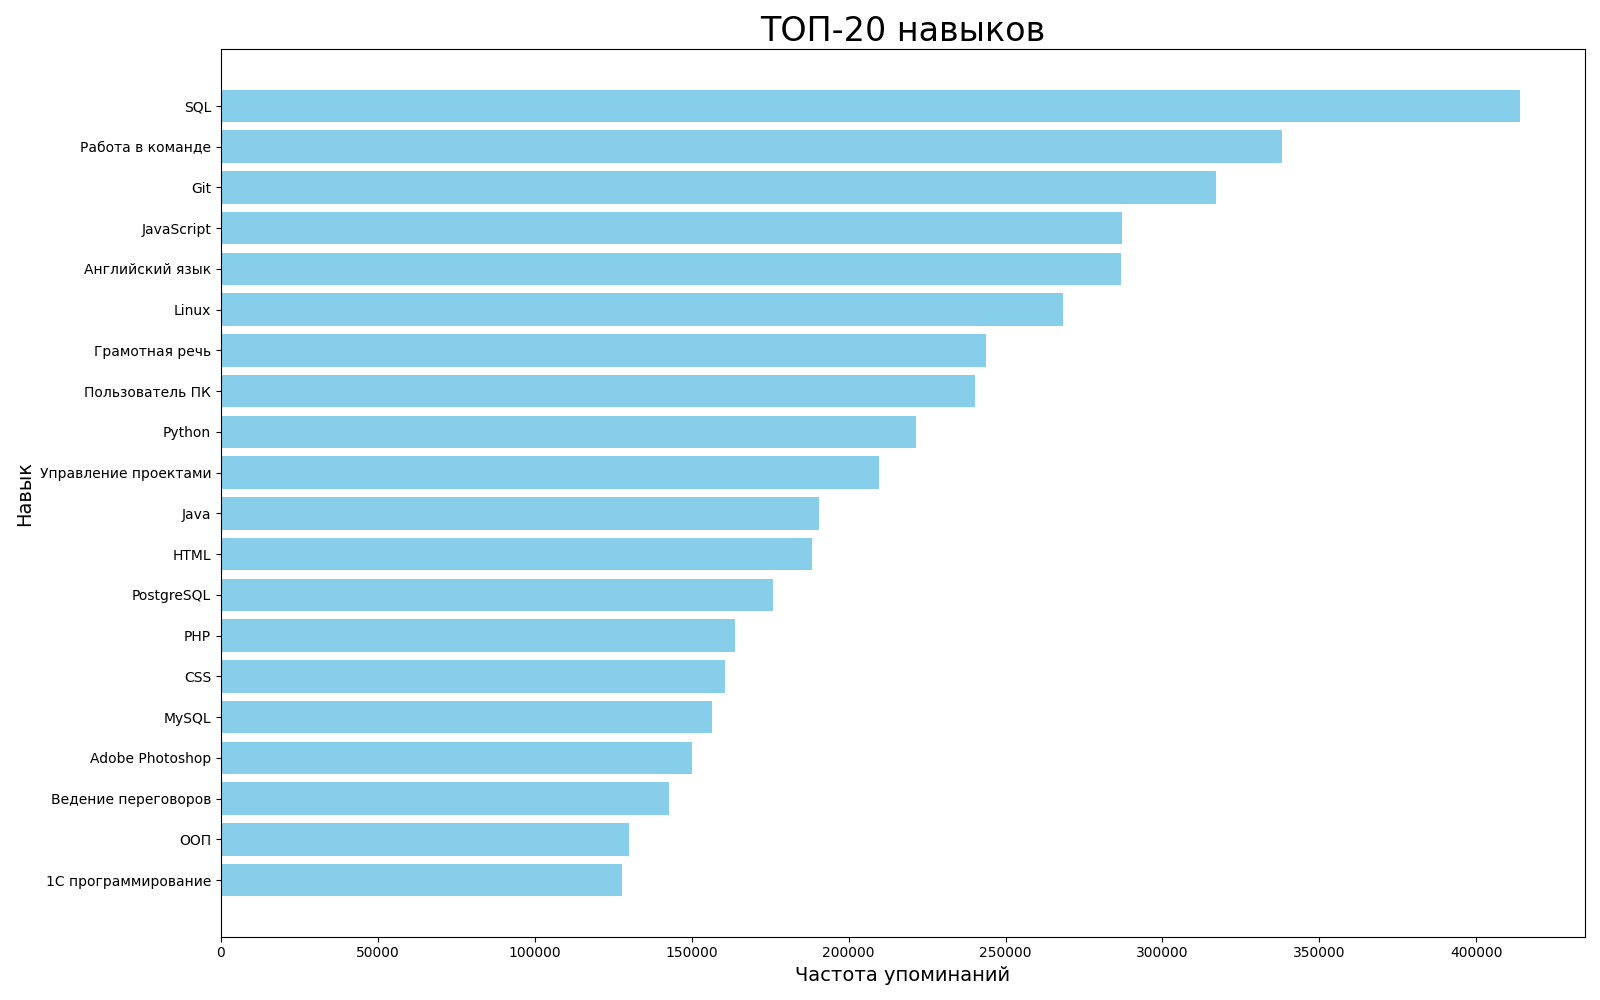 ТОП-20 навыков
SQL
Работа в команде
Git
JavaScript
Английский язык
Linux
Грамотная речь
Пользователь ПК
Python
Управление проектами
Java
HTML
PostgreSQL
PHP
CSS
MySQL
Adobe Photoshop
Ведение переговоров
ООП
1С программирование
Навык
0 50000 100000 150000 200000 250000 300000 350000 400000
Частота упоминаний